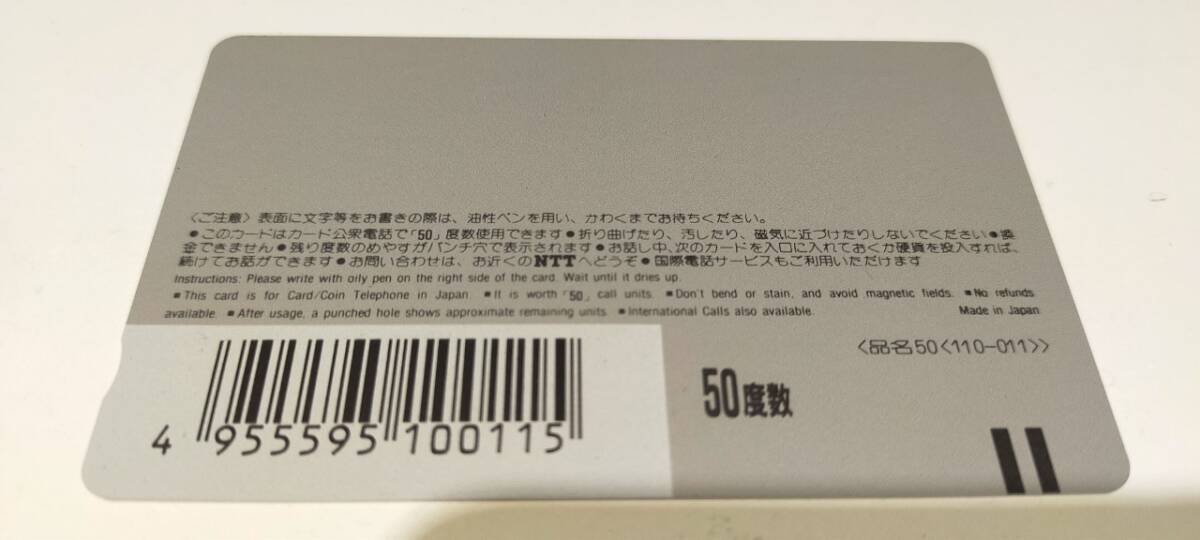 〈ご注意〉表面に文字等をお書きの際は、油性ペンを用い、かわくまでお待ちください。
●このカードはカード公衆電話で「50」度数使用できます●折り曲げたり、汚したり、磁気に近づけたりしないでください●換
金できません●残り度数のめやすがパンチ穴で表示されます●お話し中、次のカードを入口に入れておくか硬貨を投入すれば、
続けてお話ができます●お問い合わせは、お近くのNTTへどうぞ●国際電話サービスもご利用いただけます
Instructions: Please write with oily pen on the right side of the card. Wait until it dries up.
■This card is for Card/Coin Telephone in Japan. ■It is worth「50」call units. ■Don't bend or stain, and avoid magnetic fields. ■No refunds
available. ■After usage, a punched hole shows approximate remaining units. ■International Calls also available. Made in Japan
〈品名50〈110-011〉〉
50度数
4 955595 100115